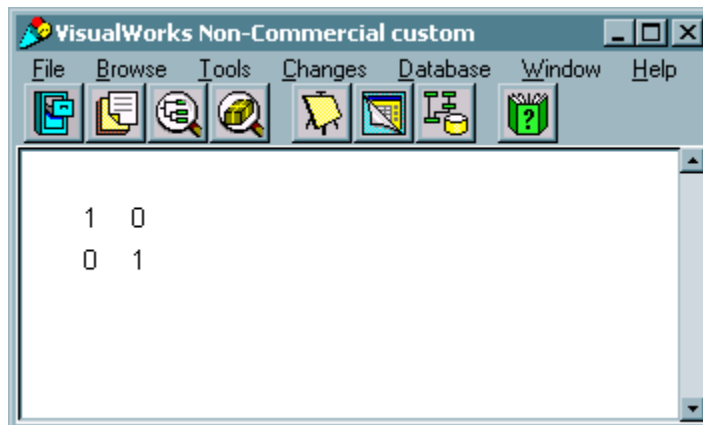 VisualWorks Non-Commercial custom
File Browse Tools Changes Database Window Help
?
1 0
0 1